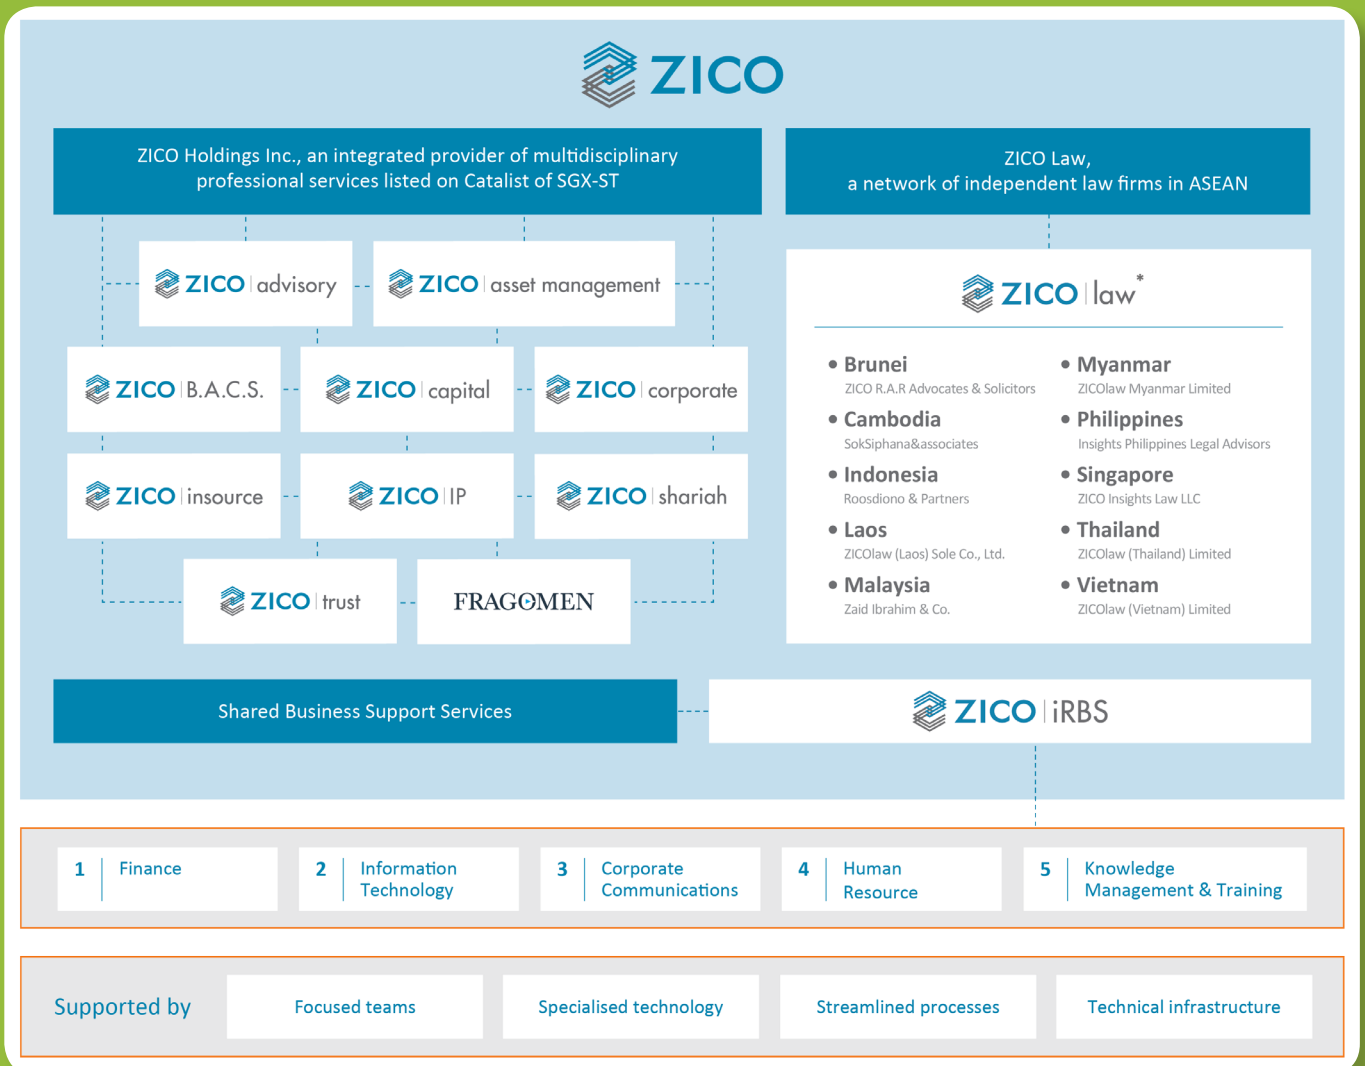 ZICO
ZICO Holdings Inc., an integrated provider of multidisciplinary
professional services listed on Catalist of SGX-ST
ZICO advisory
ZICO asset management
ZICO B.A.C.S.
ZICO capital
ZICO corporate
ZICO insource
ZICO IP
ZICO shariah
ZICO trust
FRAGOMEN
ZICO Law,
a network of independent law firms in ASEAN
ZICO law*
• Brunei
ZICO R.A.R Advocates & Solicitors
• Cambodia
SokSiphana&associates
• Indonesia
Roosdiono & Partners
• Laos
ZICOlaw (Laos) Sole Co., Ltd.
• Malaysia
Zaid Ibrahim & Co.
• Myanmar
ZICOlaw Myanmar Limited
• Philippines
Insights Philippines Legal Advisors
• Singapore
ZICO Insights Law LLC
• Thailand
ZICOlaw (Thailand) Limited
• Vietnam
ZICOlaw (Vietnam) Limited
Shared Business Support Services
ZICO iRBS
1 Finance
2 Information
Technology
3 Corporate
Communications
4 Human
Resource
5 Knowledge
Management & Training
Supported by
Focused teams
Specialised technology
Streamlined processes
Technical infrastructure